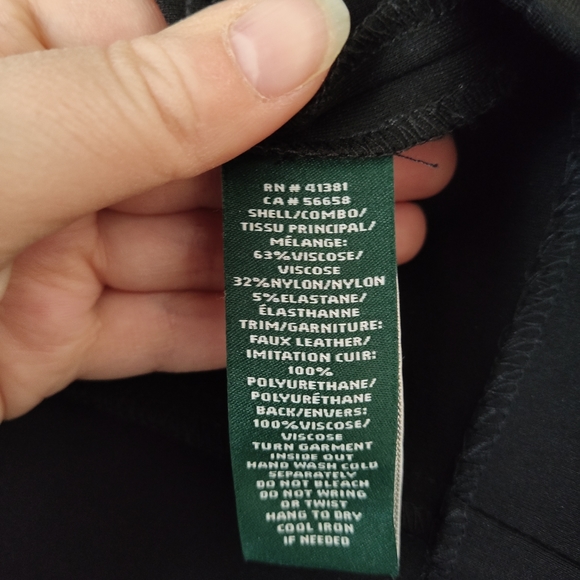 RN # 41381
CA # 56658
SHELL/COMBO/
TISSU PRINCIPAL/
MÉLANGE:
63%VISCOSE/
VISCOSE
32%NYLON/NYLON
5%ELASTANE/
ÉLASTHANNE
TRIM/GARNITURE:
FAUX LEATHER/
IMITATION CUIR:
100%
POLYURETHANE/
POLYURÉTHANE
BACK/ENVERS:
100%VISCOSE/
VISCOSE
TURN GARMENT
INSIDE OUT
HAND WASH COLD
SEPARATELY
DO NOT BLEACH
DO NOT WRING
OR TWIST
HANG TO DRY
COOL IRON
IF NEEDED